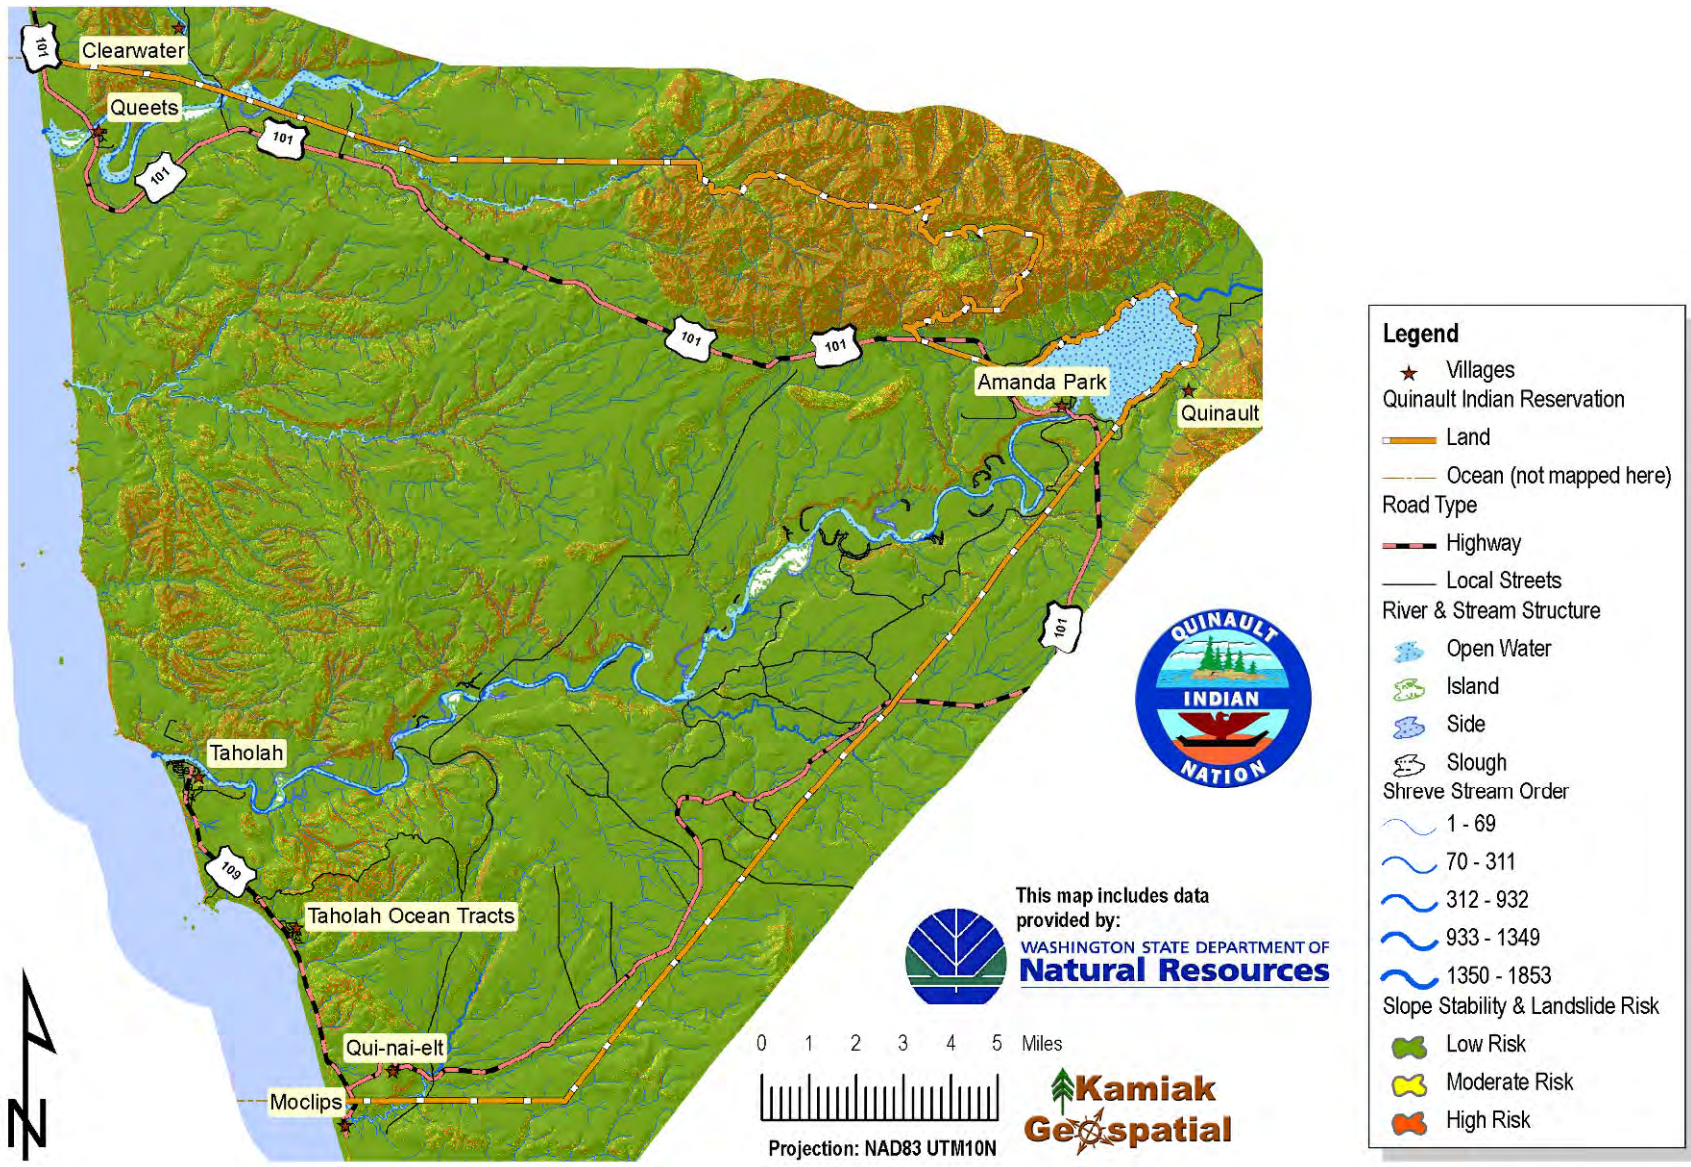 101
Clearwater
Queets
101
101
101
101
Amanda Park
Quinault
101
Taholah
109
Taholah Ocean Tracts
Qui-nai-elt
Moclips
N
QUINAULT
INDIAN
NATION
This map includes data
provided by:
WASHINGTON STATE DEPARTMENT OF
Natural Resources
0 1 2 3 4 5 Miles
Projection: NAD83 UTM10N
Kamiak
Geospatial
Legend
Villages
Quinault Indian Reservation
Land
Ocean (not mapped here)
Road Type
Highway
Local Streets
River & Stream Structure
Open Water
Island
Side
Slough
Shreve Stream Order
1 - 69
70 - 311
312 - 932
933 - 1349
1350 - 1853
Slope Stability & Landslide Risk
Low Risk
Moderate Risk
High Risk